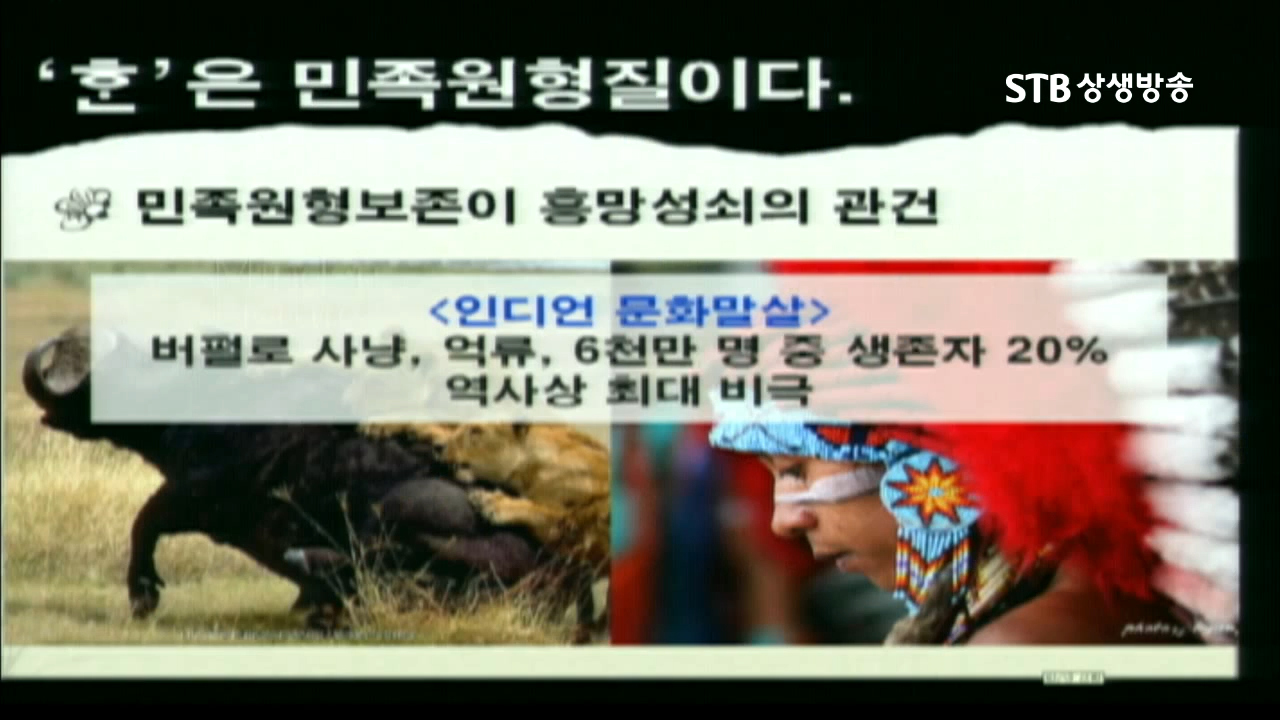 '한'은 민족원형질이다.
STB 상생방송
민족원형보존이 흥망성쇠의 관건
<인디언 문화말살>
버펄로 사냥, 억류, 6천만 명 중 생존자 20%
역사상 최대 비극